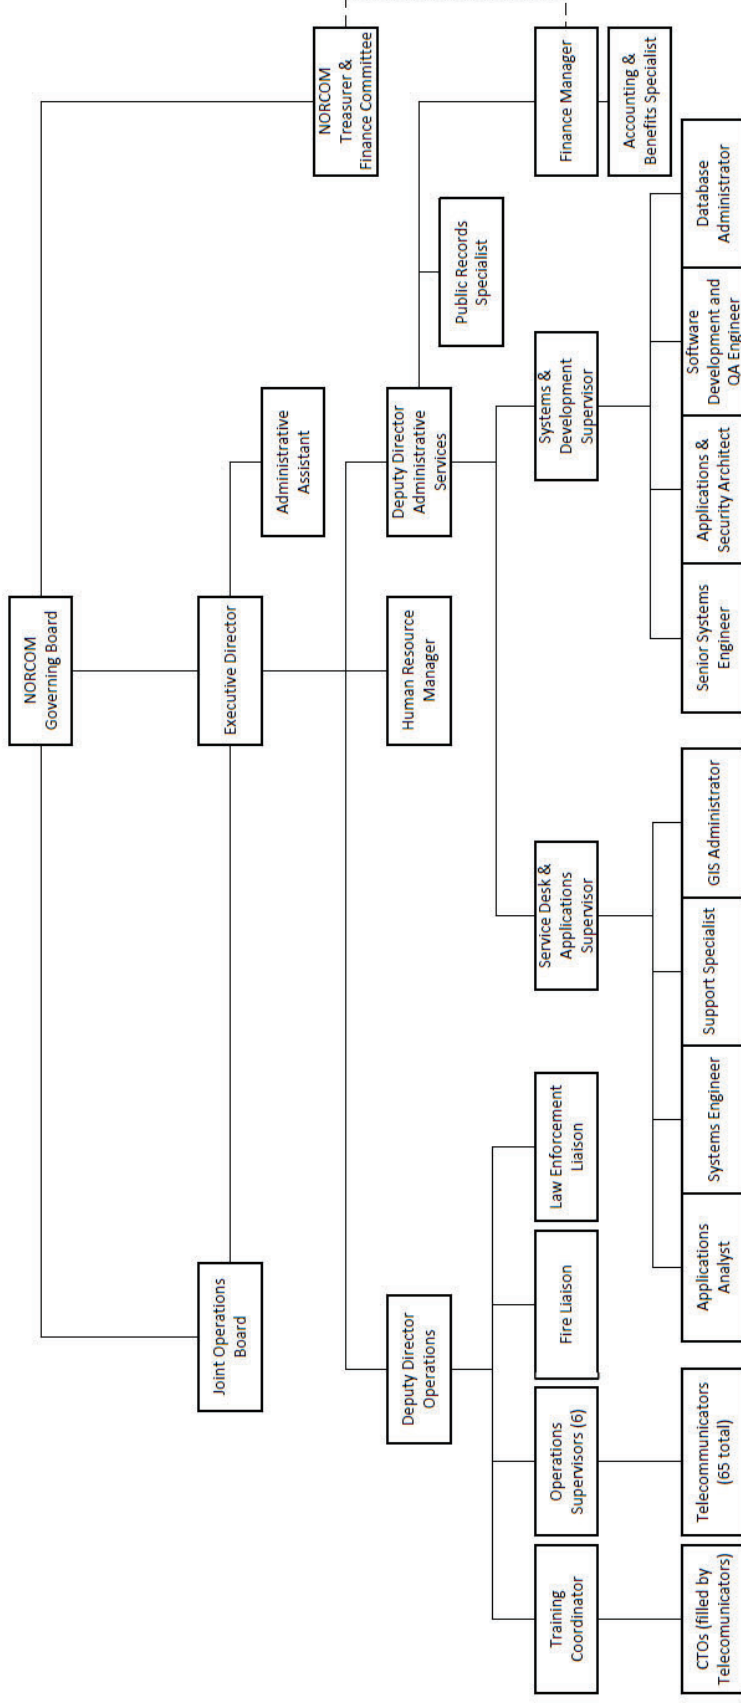 NORCOM
Governing Board
Joint Operations
Board
Executive Director
Administrative
Assistant
NORCOM
Treasurer &
Finance Committee
Deputy Director
Operations
Human Resource
Manager
Deputy Director
Administrative
Services
Public Records
Specialist
Training
Coordinator
Operations
Supervisors (6)
Fire Liaison
Law Enforcement
Liaison
Service Desk &
Applications
Supervisor
Systems &
Development
Supervisor
Finance Manager
Accounting &
Benefits Specialist
CTOs (filled by
Telecomunicators)
Telecommunicators
(65 total)
Applications
Analyst
Systems Engineer
Support Specialist
GIS Administrator
Senior Systems
Engineer
Applications &
Security Architect
Software
Development and
QA Engineer
Database
Administrator